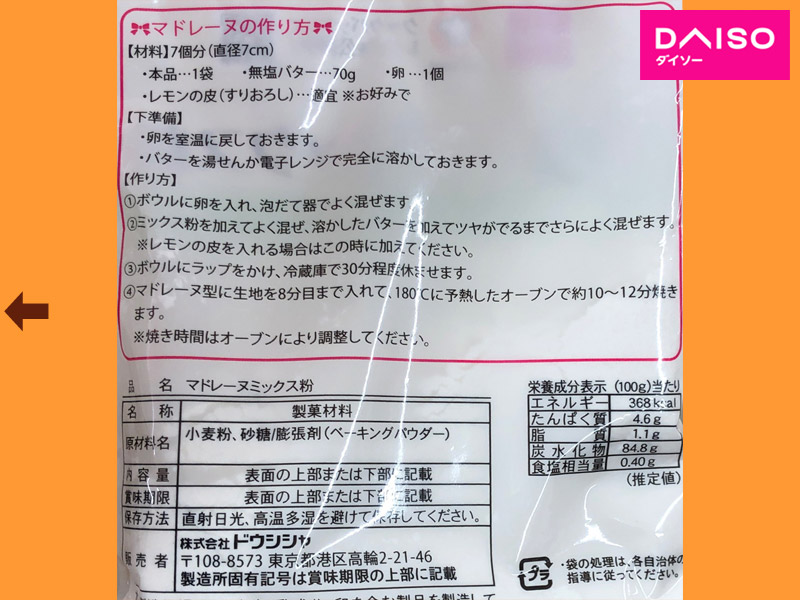 DAISO
ダイソー
マドレーヌの作り方
【材料】7個分(直径7cm)
・本品…1袋 ・無塩バター…70g ・卵…1個
・レモンの皮(すりおろし)…適宜 ※お好みで
【下準備】
・卵を室温に戻しておきます。
・バターを湯せんか電子レンジで完全に溶かしておきます。
【作り方】
①ボウルに卵を入れ、泡だて器でよく混ぜます。
②ミックス粉を加えてよく混ぜ、溶かしたバターを加えてツヤがでるまでさらによく混ぜます。
※レモンの皮を入れる場合はこの時に加えてください。
③ボウルにラップをかけ、冷蔵庫で30分程度休ませます。
④マドレーヌ型に生地を8分目まで入れて、180℃に予熱したオーブンで約10〜12分焼き
ます。
※焼き時間はオーブンにより調整してください。
品名 マドレーヌミックス粉
名称 製菓材料
原材料名 小麦粉、砂糖/膨張剤(ベーキングパウダー)
内容量 表面の上部または下部に記載
賞味期限 表面の上部または下部に記載
保存方法 直射日光、高温多湿を避けて保存してください。
販売者 株式会社 ドウシシャ
〒108-8573 東京都港区高輪2-21-46
製造所固有記号は賞味期限の上部に記載
栄養成分表示 (100g)当たり
エネルギー 368kcal
たんぱく質 4.6g
脂質 1.1g
炭水化物 84.8g
食塩相当量 0.40g
(推定値)
プラ
・袋の処理は、各自治体の
指導に従ってください。